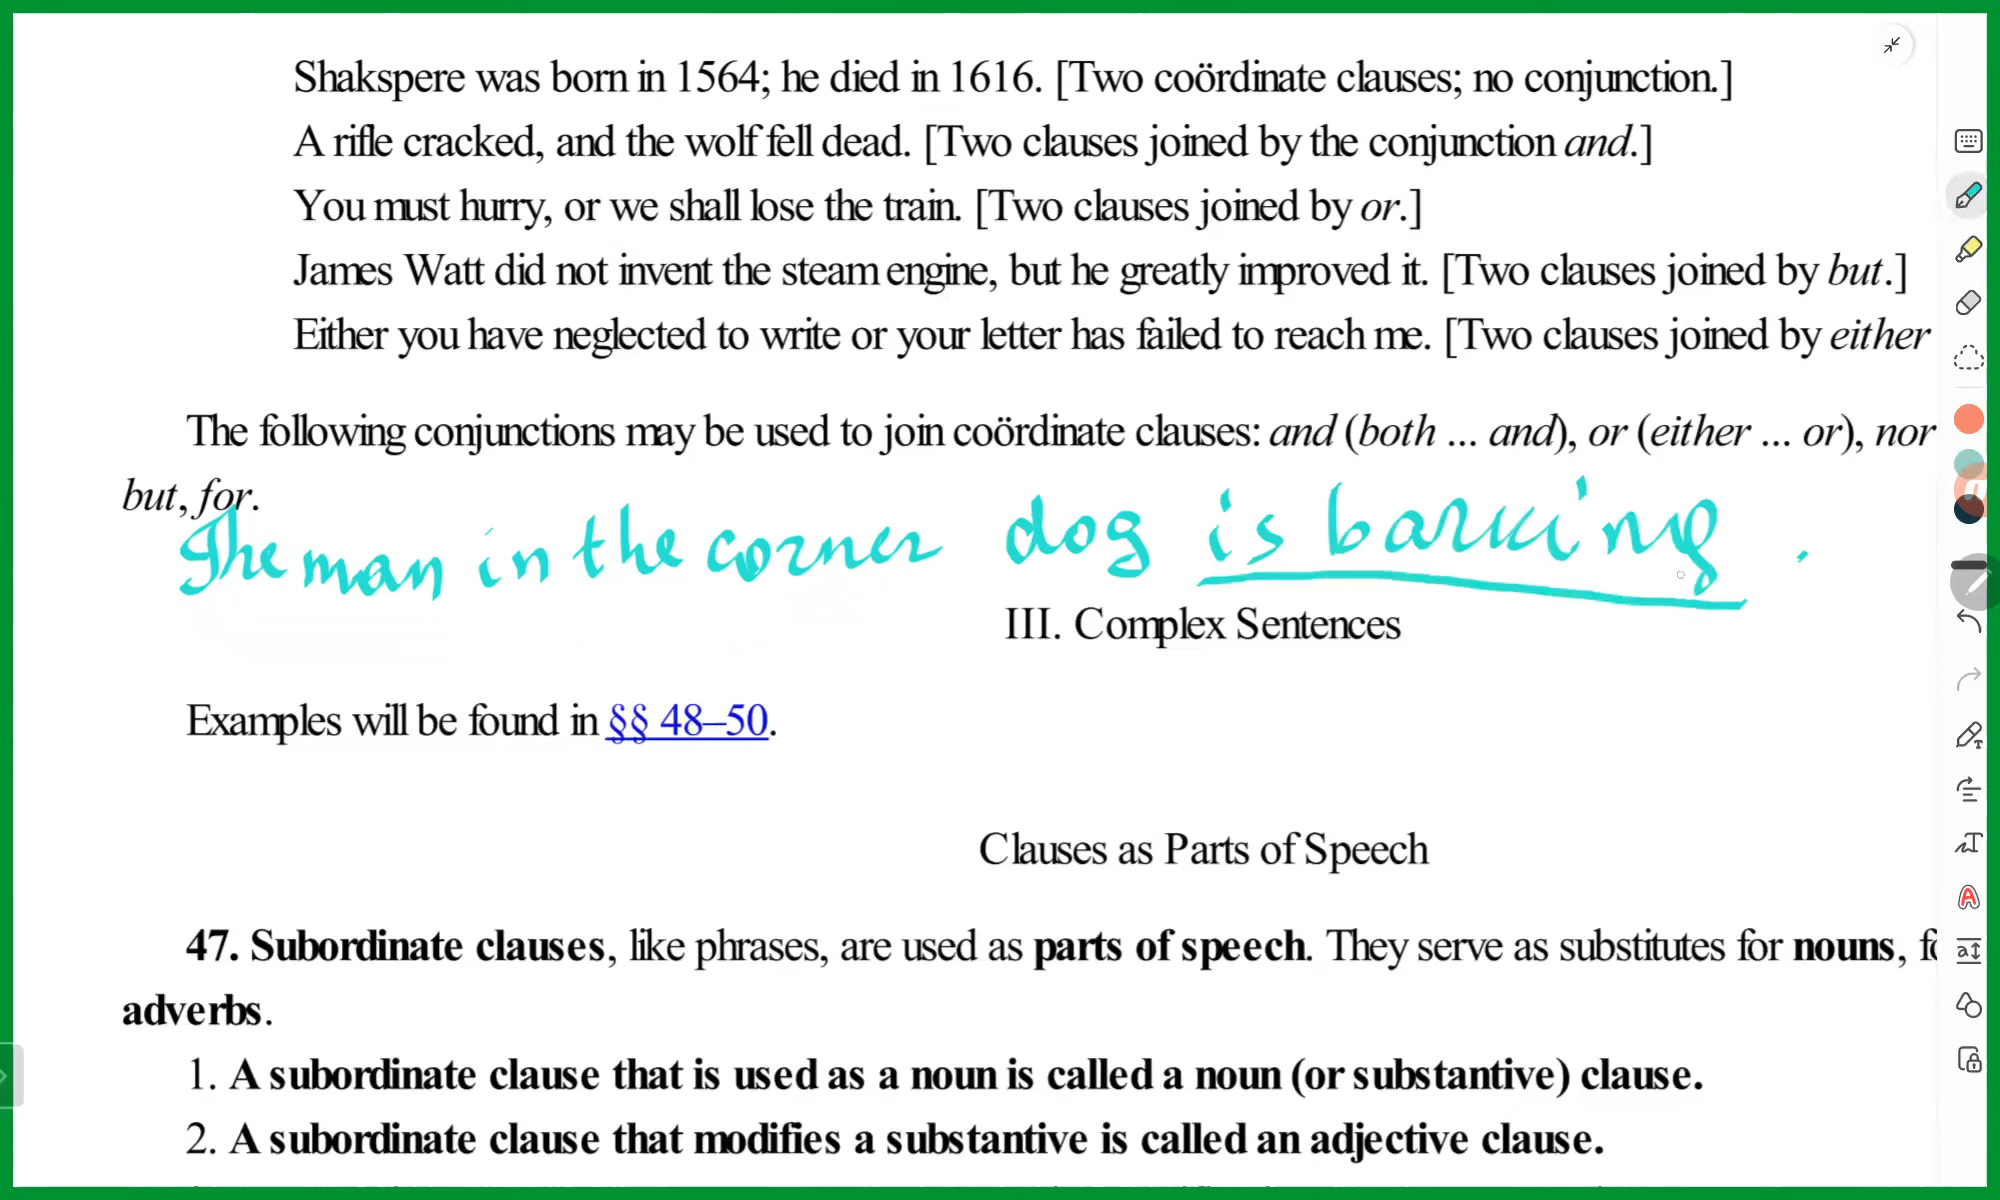 Shakspere was born in 1564; he died in 1616. [Two coördinate clauses; no conjunction.]
A rifle cracked, and the wolf fell dead. [Two clauses joined by the conjunction and.]
You must hurry, or we shall lose the train. [Two clauses joined by or.]
James Watt did not invent the steam engine, but he greatly improved it. [Two clauses joined by but.]
Either you have neglected to write or your letter has failed to reach me. [Two clauses joined by either
The following conjunctions may be used to join coördinate clauses: and (both ... and), or (either ... or), nor
but, for.
The man in the corner dog is barking .
III. Complex Sentences
Examples will be found in §§ 48–50.
Clauses as Parts of Speech
47. Subordinate clauses, like phrases, are used as parts of speech. They serve as substitutes for nouns,
adverbs.
1. A subordinate clause that is used as a noun is called a noun (or substantive) clause.
2. A subordinate clause that modifies a substantive is called an adjective clause.